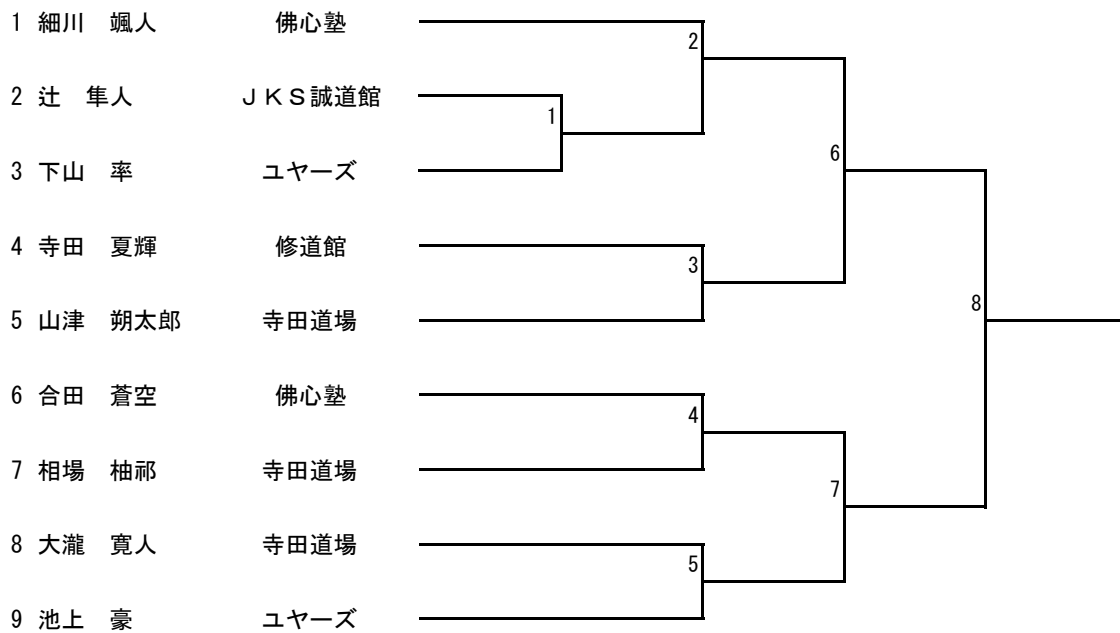 1 細川 颯人 佛心塾
2
2 辻 隼人 ＪＫＳ誠道館
1
6
3 下山 率 ユヤーズ
4 寺田 夏輝 修道館
3
8
5 山津 朔太郎 寺田道場
6 合田 蒼空 佛心塾
4
7 相場 柚祁 寺田道場
7
8 大瀧 寛人 寺田道場
5
9 池上 豪 ユヤーズ